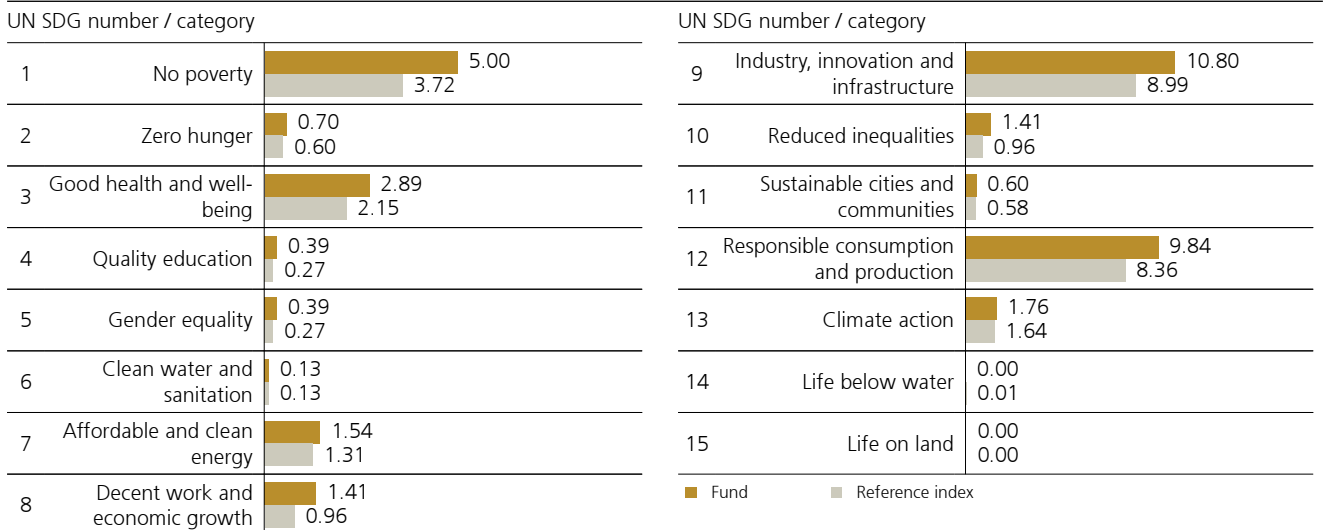 UN SDG number / category
1 No poverty 5.00
3.72
2 Zero hunger 0.70
0.60
3 Good health and well-
being 2.89
2.15
4 Quality education 0.39
0.27
5 Gender equality 0.39
0.27
6 Clean water and
sanitation 0.13
0.13
7 Affordable and clean
energy 1.54
1.31
8 Decent work and
economic growth 1.41
0.96
UN SDG number / category
9 Industry, innovation and
infrastructure 10.80
8.99
10 Reduced inequalities 1.41
0.96
11 Sustainable cities and
communities 0.60
0.58
12 Responsible consumption
and production 9.84
8.36
13 Climate action 1.76
1.64
14 Life below water 0.00
0.01
15 Life on land 0.00
0.00
Fund Reference index